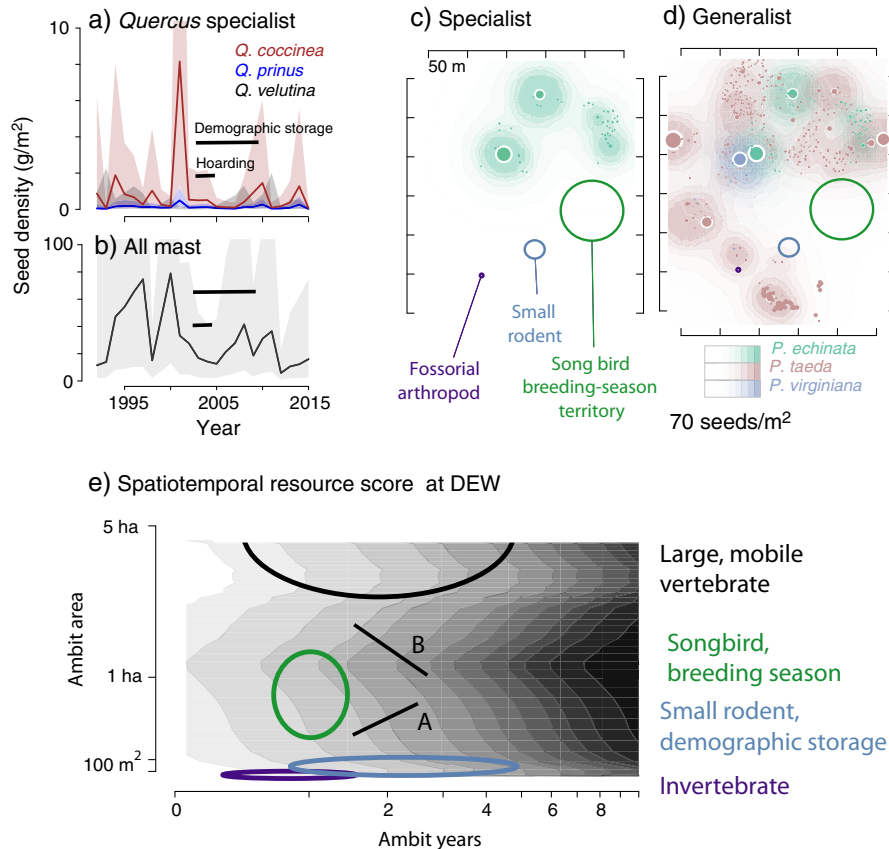 a) Quercus specialist
10
Q. coccinea
Q. prinus
Q. velutina
Demographic storage
Hoarding
0
Seed density (g/m²)
b) All mast
100
0
1995
2005
2015
Year
c) Specialist
50 m
Small
rodent
Fossorial
arthropod
Song bird
breeding-season
territory
d) Generalist
P. echinata
P. taeda
P. virginiana
70 seeds/m²
e) Spatiotemporal resource score at DEW
5 ha
1 ha
100 m²
Ambit area
B
A
0
2
4
6
8
Ambit years
Large, mobile
vertebrate
Songbird,
breeding season
Small rodent,
demographic storage
Invertebrate